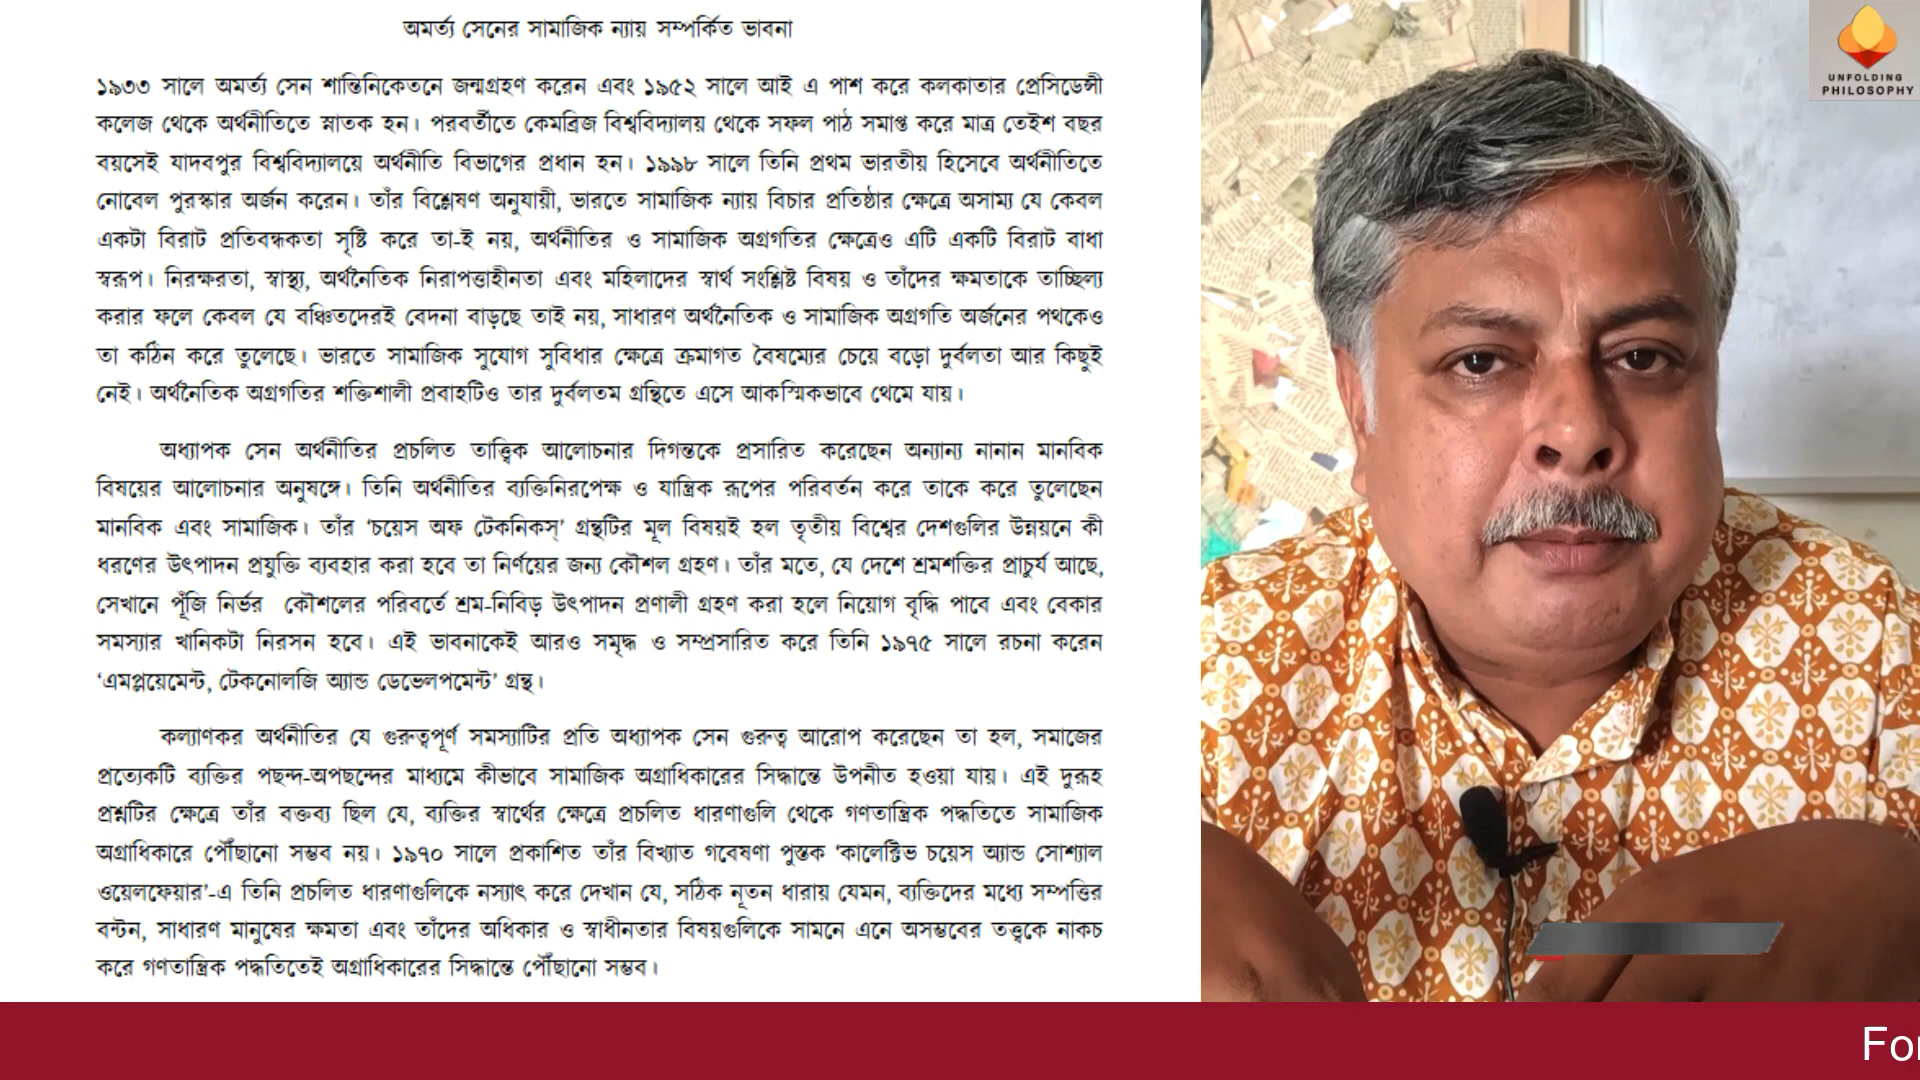 অমর্ত্য সেনের সামাজিক ন্যায় সম্পর্কিত ভাবনা
১৯৩৩ সালে অমর্ত্য সেন শান্তিনিকেতনে জন্মগ্রহণ করেন এবং ১৯৫২ সালে আই এ পাশ করে কলকাতার প্রেসিডেন্সী
কলেজ থেকে অর্থনীতিতে স্নাতক হন। পরবর্তীতে কেমব্রিজ বিশ্ববিদ্যালয় থেকে সফল পাঠ সমাপ্ত করে মাত্র তেইশ বছর
বয়সেই যাদবপুর বিশ্ববিদ্যালয়ে অর্থনীতি বিভাগের প্রধান হন। ১৯৯৮ সালে তিনি প্রথম ভারতীয় হিসেবে অর্থনীতিতে
নোবেল পুরস্কার অর্জন করেন। তাঁর বিশ্লেষণ অনুযায়ী, ভারতে সামাজিক ন্যায় বিচার প্রতিষ্ঠার ক্ষেত্রে অসাম্য যে কেবল
একটা বিরাট প্রতিবন্ধকতা সৃষ্টি করে তা-ই নয়, অর্থনীতির ও সামাজিক অগ্রগতির ক্ষেত্রেও এটি একটি বিরাট বাধা
স্বরূপ। নিরক্ষরতা, স্বাস্থ্য, অর্থনৈতিক নিরাপত্তাহীনতা এবং মহিলাদের স্বার্থ সংশ্লিষ্ট বিষয় ও তাঁদের ক্ষমতাকে তাচ্ছিল্য
করার ফলে কেবল যে বঞ্চিতদেরই বেদনা বাড়ছে তাই নয়, সাধারণ অর্থনৈতিক ও সামাজিক অগ্রগতি অর্জনের পথকেও
তা কঠিন করে তুলেছে। ভারতে সামাজিক সুযোগ সুবিধার ক্ষেত্রে ক্রমাগত বৈষম্যের চেয়ে বড়ো দুর্বলতা আর কিছুই
নেই। অর্থনৈতিক অগ্রগতির শক্তিশালী প্রবাহটিও তার দুর্বলতম গ্রন্থিতে এসে আকস্মিকভাবে থেমে যায়।
অধ্যাপক সেন অর্থনীতির প্রচলিত তাত্ত্বিক আলোচনার দিগন্তকে প্রসারিত করেছেন অন্যান্য নানান মানবিক
বিষয়ের আলোচনার অনুষঙ্গে। তিনি অর্থনীতির ব্যক্তিনিরপেক্ষ ও যান্ত্রিক রূপের পরিবর্তন করে তাকে করে তুলেছেন
মানবিক এবং সামাজিক। তাঁর ‘চয়েস অফ টেকনিকস্’ গ্রন্থটির মূল বিষয়ই হল তৃতীয় বিশ্বের দেশগুলির উন্নয়নে কী
ধরণের উৎপাদন প্রযুক্তি ব্যবহার করা হবে তা নির্ণয়ের জন্য কৌশল গ্রহণ। তাঁর মতে, যে দেশে শ্রমশক্তির প্রাচুর্য আছে,
সেখানে পূঁজি নির্ভর কৌশলের পরিবর্তে শ্রম-নিবিড় উৎপাদন প্রণালী গ্রহণ করা হলে নিয়োগ বৃদ্ধি পাবে এবং বেকার
সমস্যার খানিকটা নিরসন হবে। এই ভাবনাকেই আরও সমৃদ্ধ ও সম্প্রসারিত করে তিনি ১৯৭৫ সালে রচনা করেন
‘এমপ্লয়েমেন্ট, টেকনোলজি অ্যান্ড ডেভেলপমেন্ট’ গ্রন্থ।
কল্যাণকর অর্থনীতির যে গুরুত্বপূর্ণ সমস্যাটির প্রতি অধ্যাপক সেন গুরুত্ব আরোপ করেছেন তা হল, সমাজের
প্রত্যেকটি ব্যক্তির পছন্দ-অপছন্দের মাধ্যমে কীভাবে সামাজিক অগ্রাধিকারের সিদ্ধান্তে উপনীত হওয়া যায়। এই দুরূহ
প্রশ্নটির ক্ষেত্রে তাঁর বক্তব্য ছিল যে, ব্যক্তির স্বার্থের ক্ষেত্রে প্রচলিত ধারণাগুলি থেকে গণতান্ত্রিক পদ্ধতিতে সামাজিক
অগ্রাধিকারে পৌঁছানো সম্ভব নয়। ১৯৭০ সালে প্রকাশিত তাঁর বিখ্যাত গবেষণা পুস্তক ‘কালেক্টিভ চয়েস অ্যান্ড সোশ্যাল
ওয়েলফেয়ার’-এ তিনি প্রচলিত ধারণাগুলিকে নস্যাৎ করে দেখান যে, সঠিক নূতন ধারায় যেমন, ব্যক্তিদের মধ্যে সম্পত্তির
বন্টন, সাধারণ মানুষের ক্ষমতা এবং তাঁদের অধিকার ও স্বাধীনতার বিষয়গুলিকে সামনে এনে অসম্ভবের তত্ত্বকে নাকচ
করে গণতান্ত্রিক পদ্ধতিতেই অগ্রাধিকারের সিদ্ধান্তে পৌঁছানো সম্ভব।
UNFOLDING
PHILOSOPHY